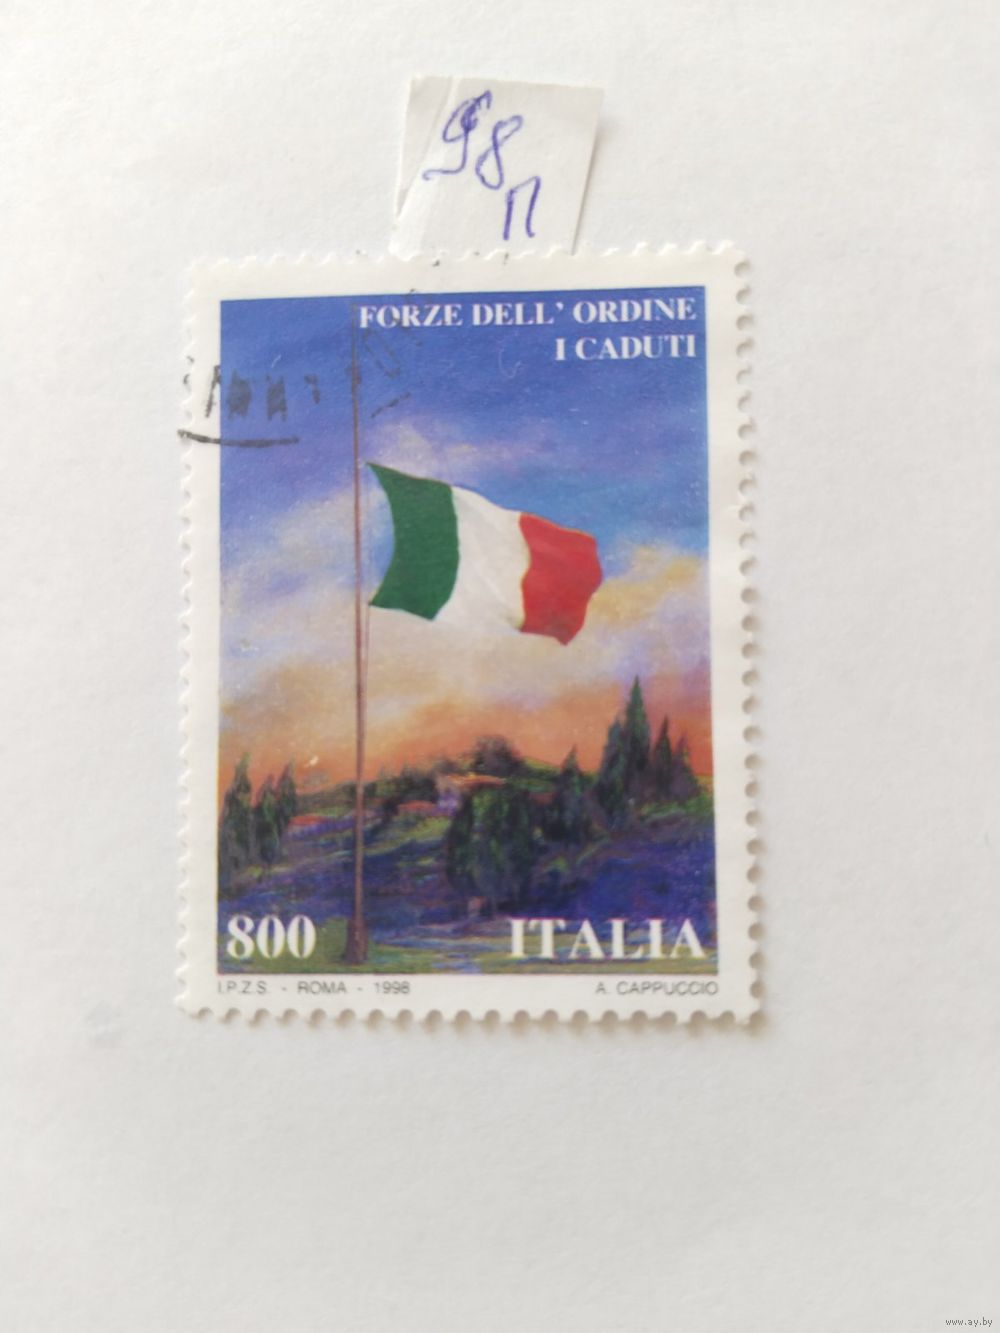 98
п
FORZE DELL' ORDINE
I CADUTI
800 ITALIA
I.P.Z.S. - ROMA - 1998 A. CAPPUCCIO
www.ay.by